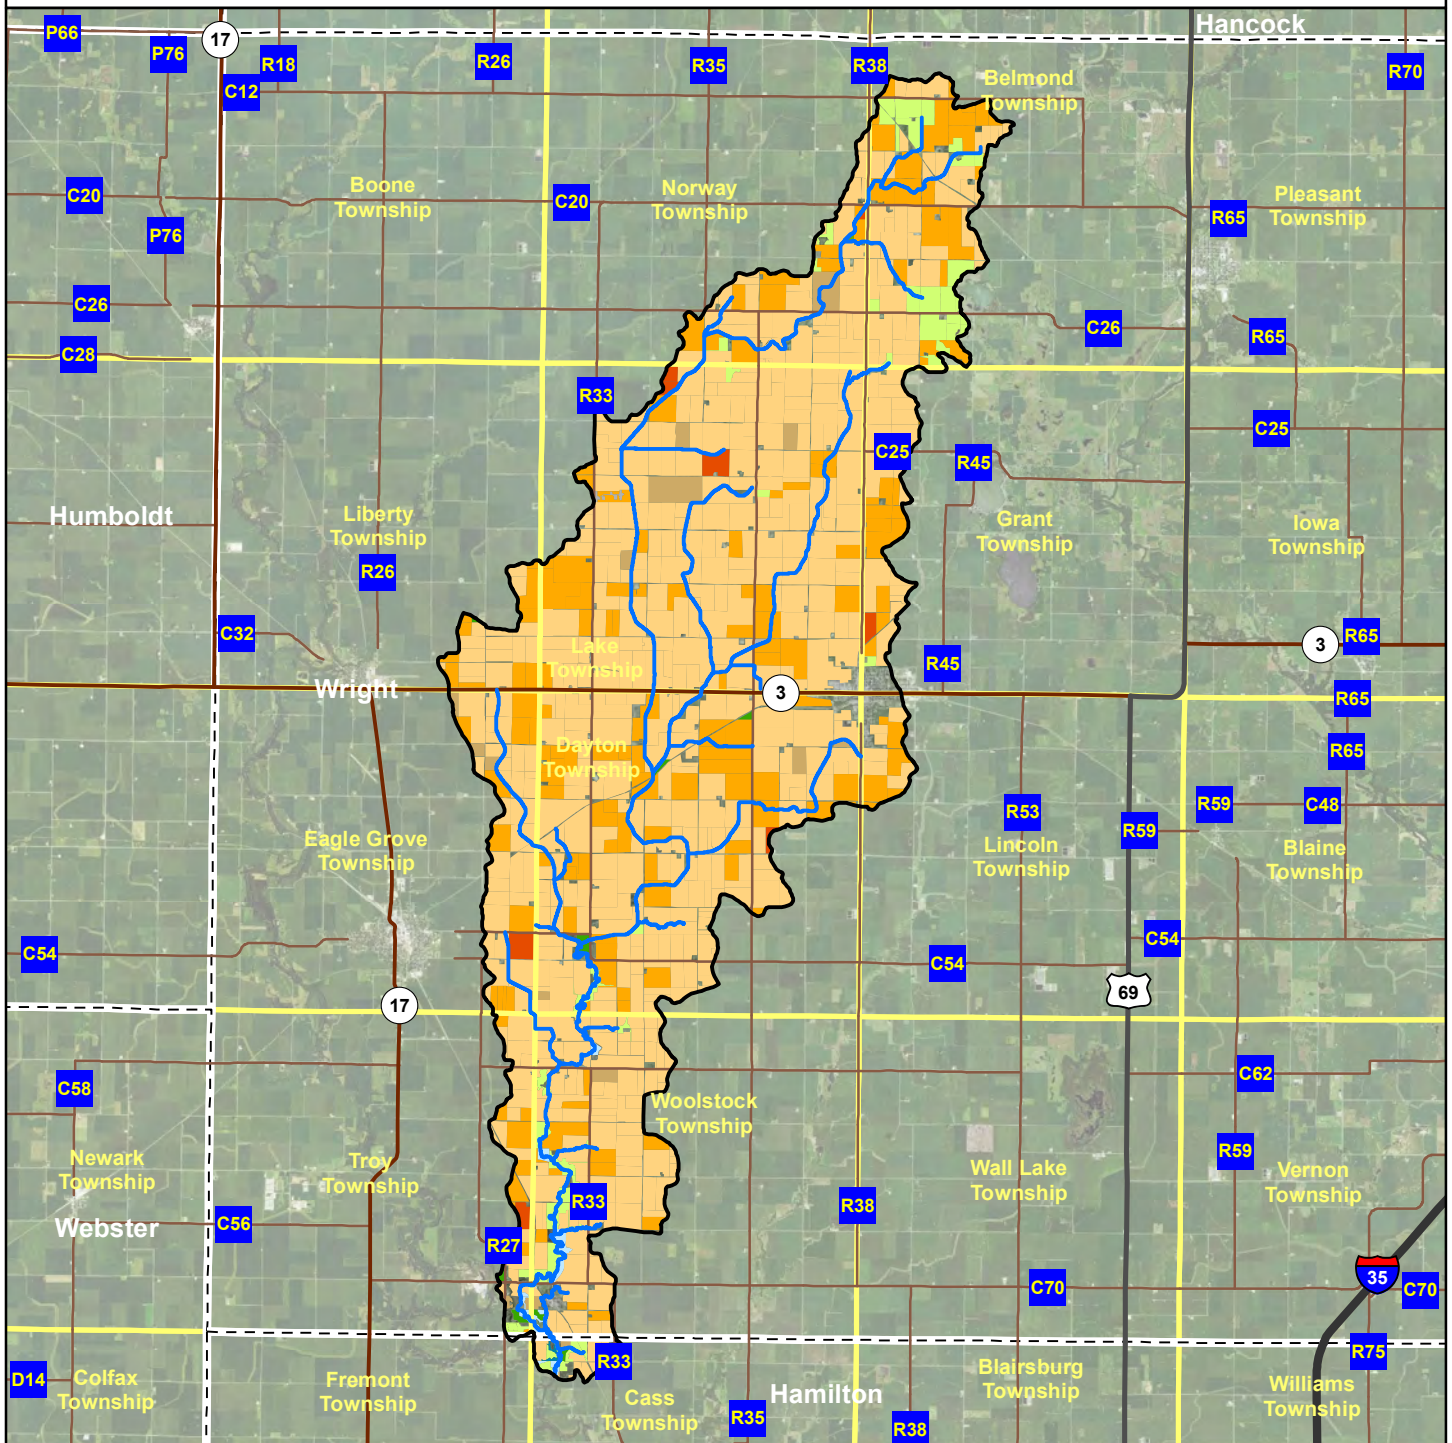 Hancock
P66
17
P76
R18
R26
R35
R38
R70
C12
Belmond
Township
Boone
Township
C20
C20
Norway
Township
Pleasant
Township
R65
P76
C26
C26
R65
C28
R33
C25
C25
R45
Humboldt
Liberty
Township
Grant
Township
Iowa
Township
R26
C32
3
R65
Lake
Township
R45
Wright
3
R65
Dayton
Township
R65
R53
R59
C48
R59
Eagle Grove
Township
Lincoln
Township
Blaine
Township
C54
C54
C54
69
17
C58
C62
Woolstock
Township
R59
Newark
Township
Troy
Township
Wall Lake
Township
Vernon
Township
R33
R38
Webster
C56
R27
35
C70
C70
R75
R33
D14
Colfax
Township
Fremont
Township
Cass
Township
Hamilton
Blairsburg
Township
Williams
Township
R35
R38